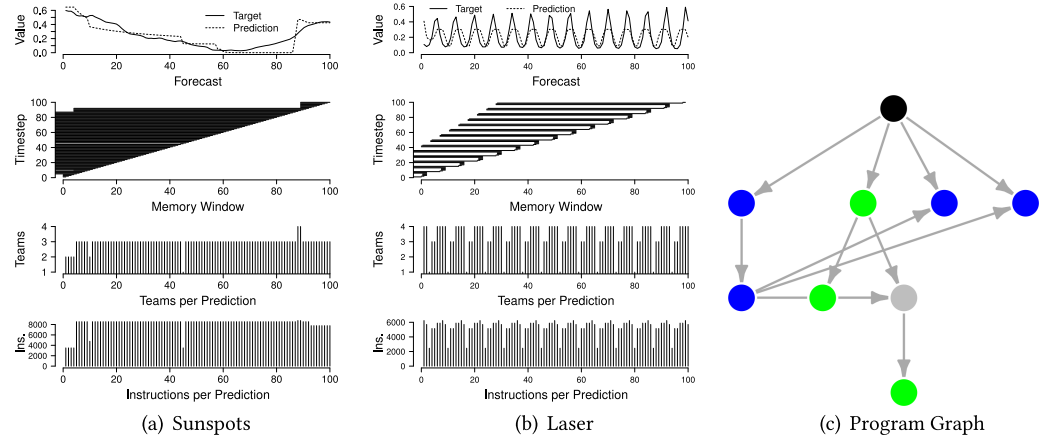 Value
0.6
0.4
0.2
0.0
Target
Prediction
0 20 40 60 80 100
Forecast
Timestep
100
80
60
40
20
0
0 20 40 60 80 100
Memory Window
Teams
4
3
2
1
0 20 40 60 80 100
Teams per Prediction
Ins.
8000
6000
4000
2000
0
0 20 40 60 80 100
Instructions per Prediction
(a) Sunspots
Value
0.6
0.4
0.2
0.0
Target Prediction
0 20 40 60 80 100
Forecast
Timestep
100
80
60
40
20
0
0 20 40 60 80 100
Memory Window
Teams
4
3
2
1
0 20 40 60 80 100
Teams per Prediction
Ins.
6000
4000
2000
0
0 20 40 60 80 100
Instructions per Prediction
(b) Laser
(c) Program Graph